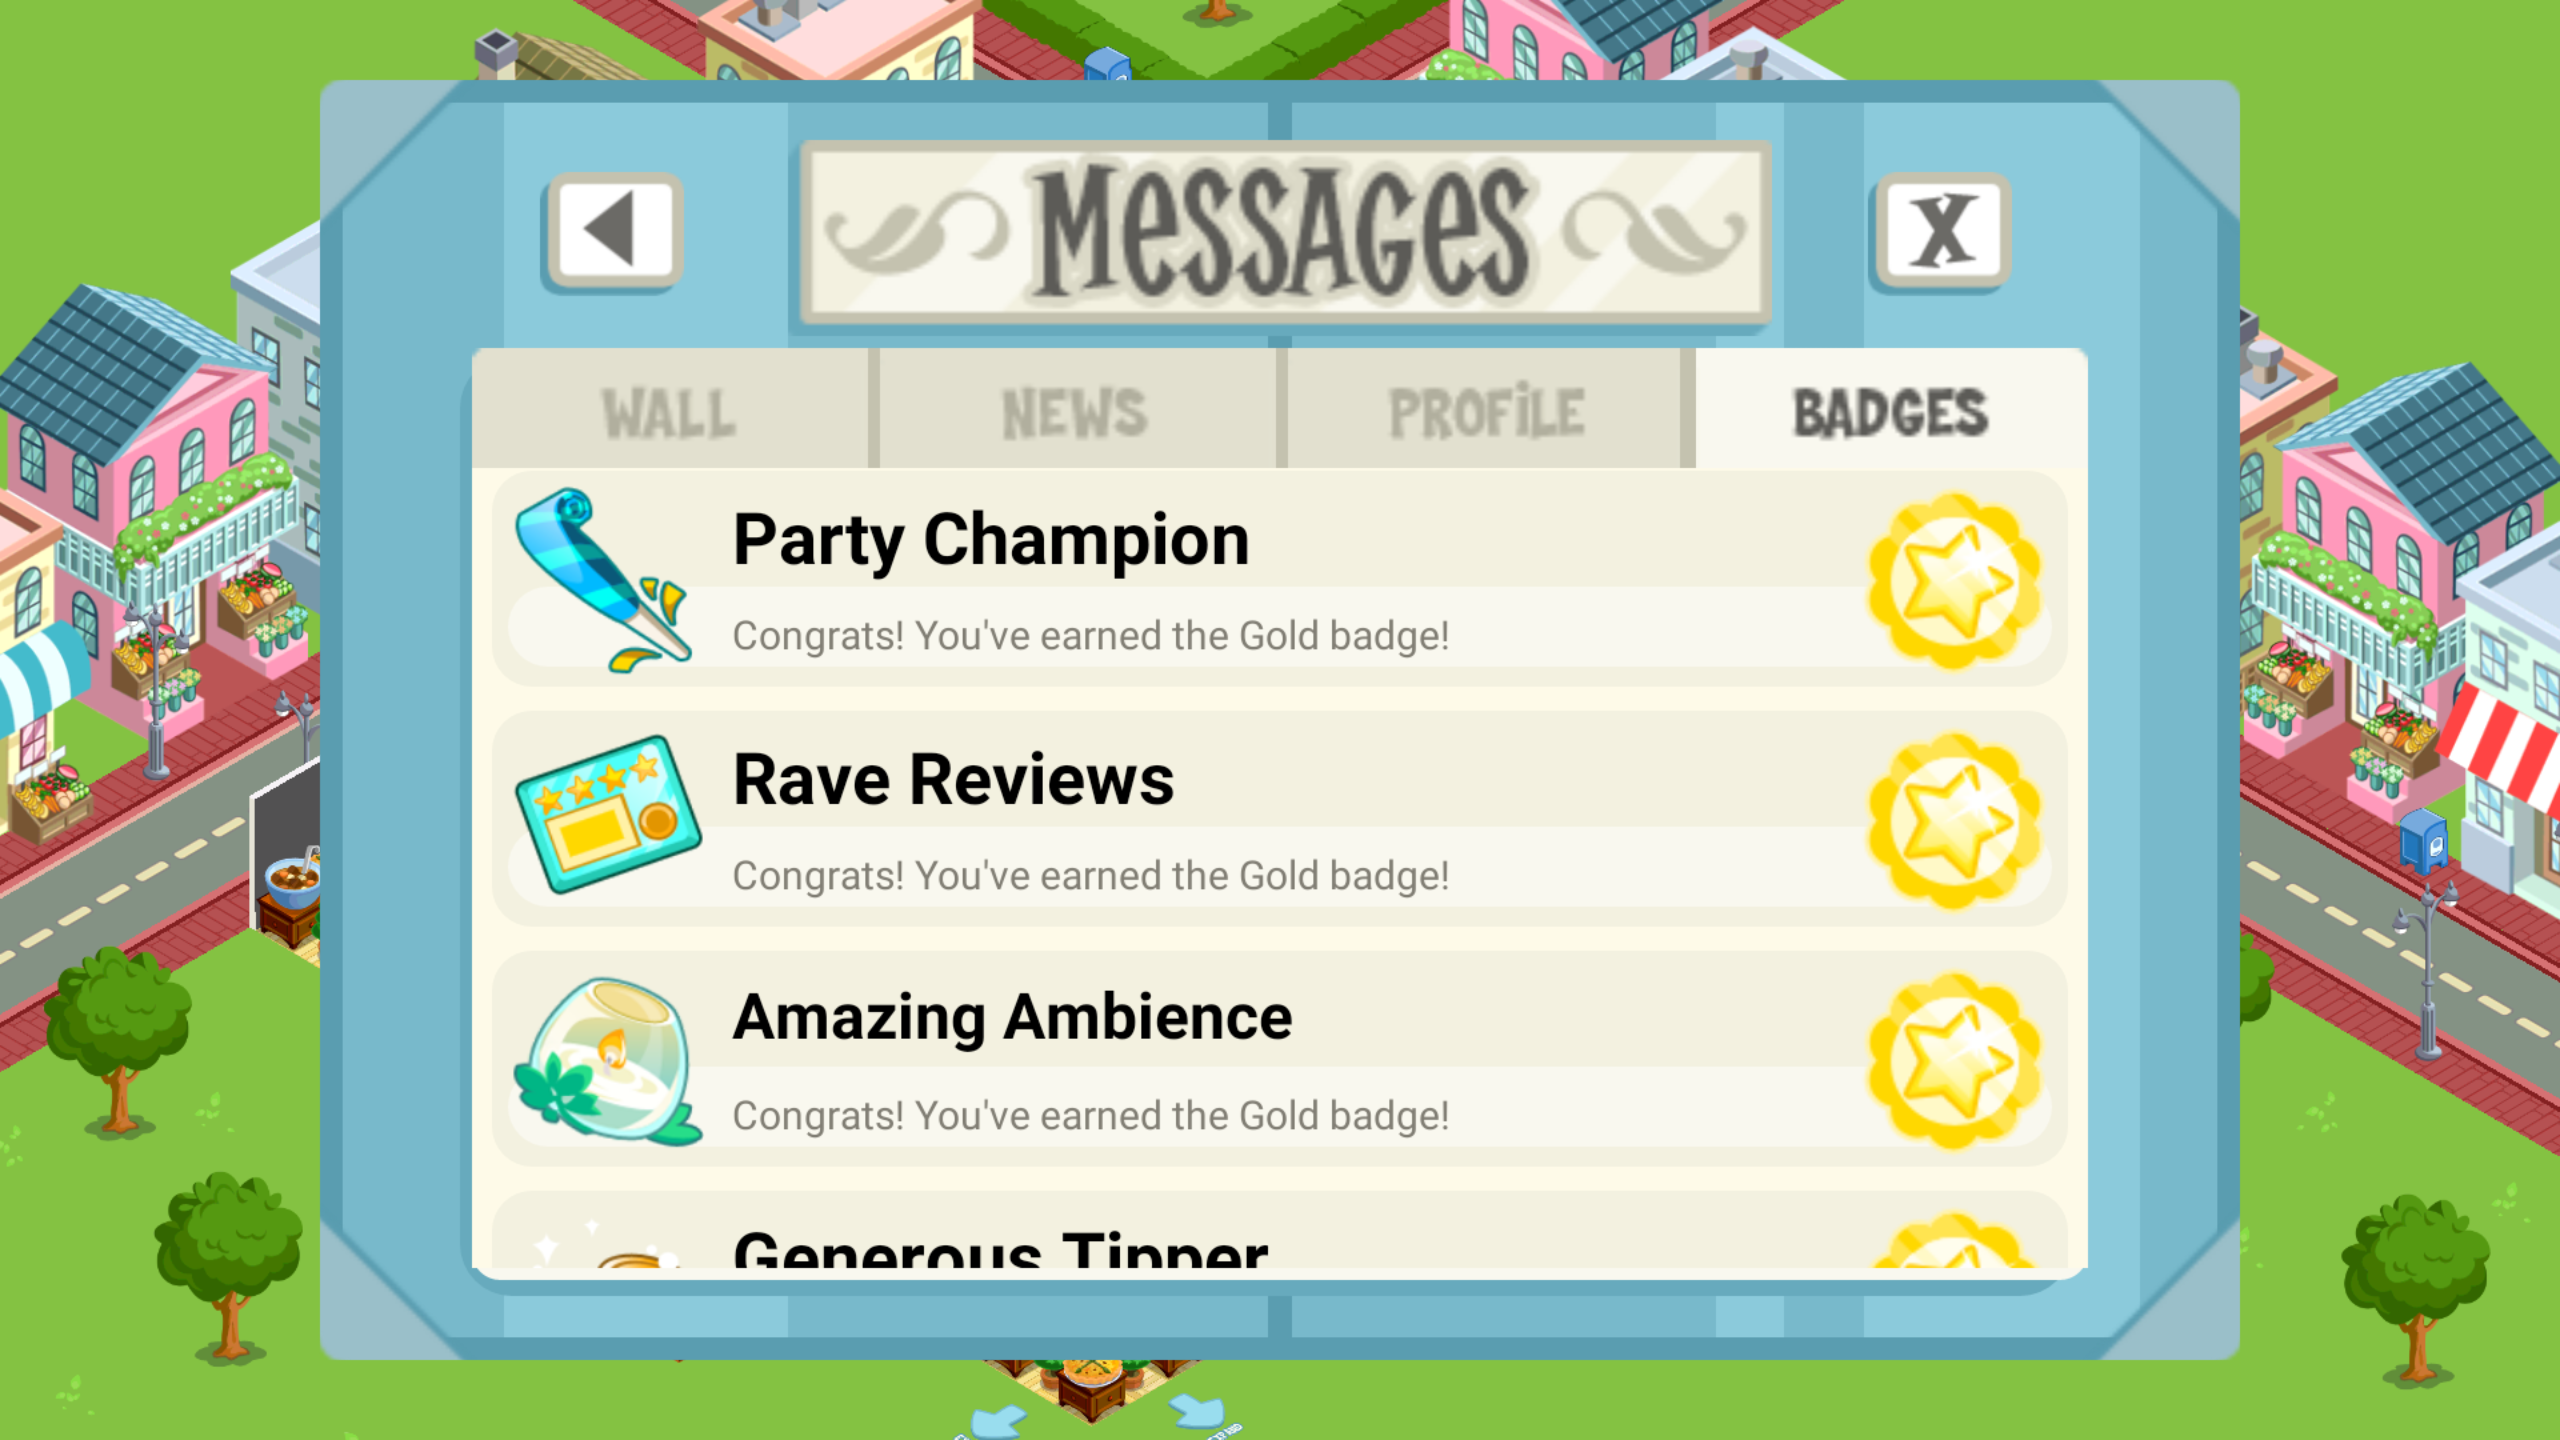 Messages
X
WALL
NEWS
PROFILE
BADGES
Party Champion
Congrats! You've earned the Gold badge!
Rave Reviews
Congrats! You've earned the Gold badge!
Amazing Ambience
Congrats! You've earned the Gold badge!
Generous Tipper